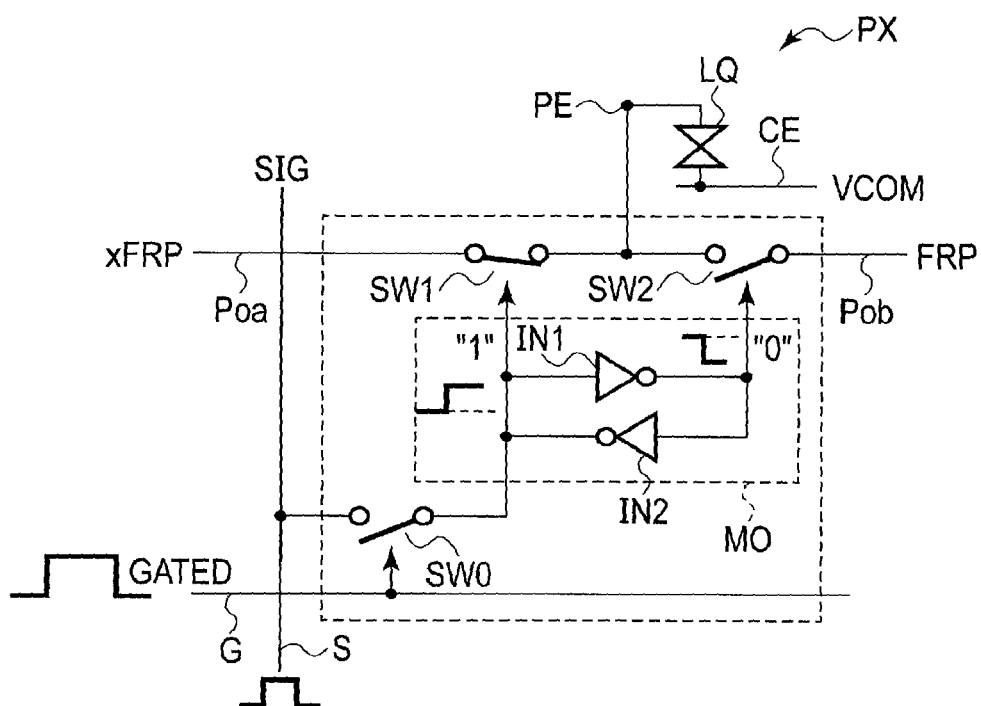 PX
LQ
PE
CE
SIG
VCOM
xFRP
FRP
SW1
SW2
Poa
Pob
"1"
IN1
"0"
IN2
MO
GATED
SW0
G
S